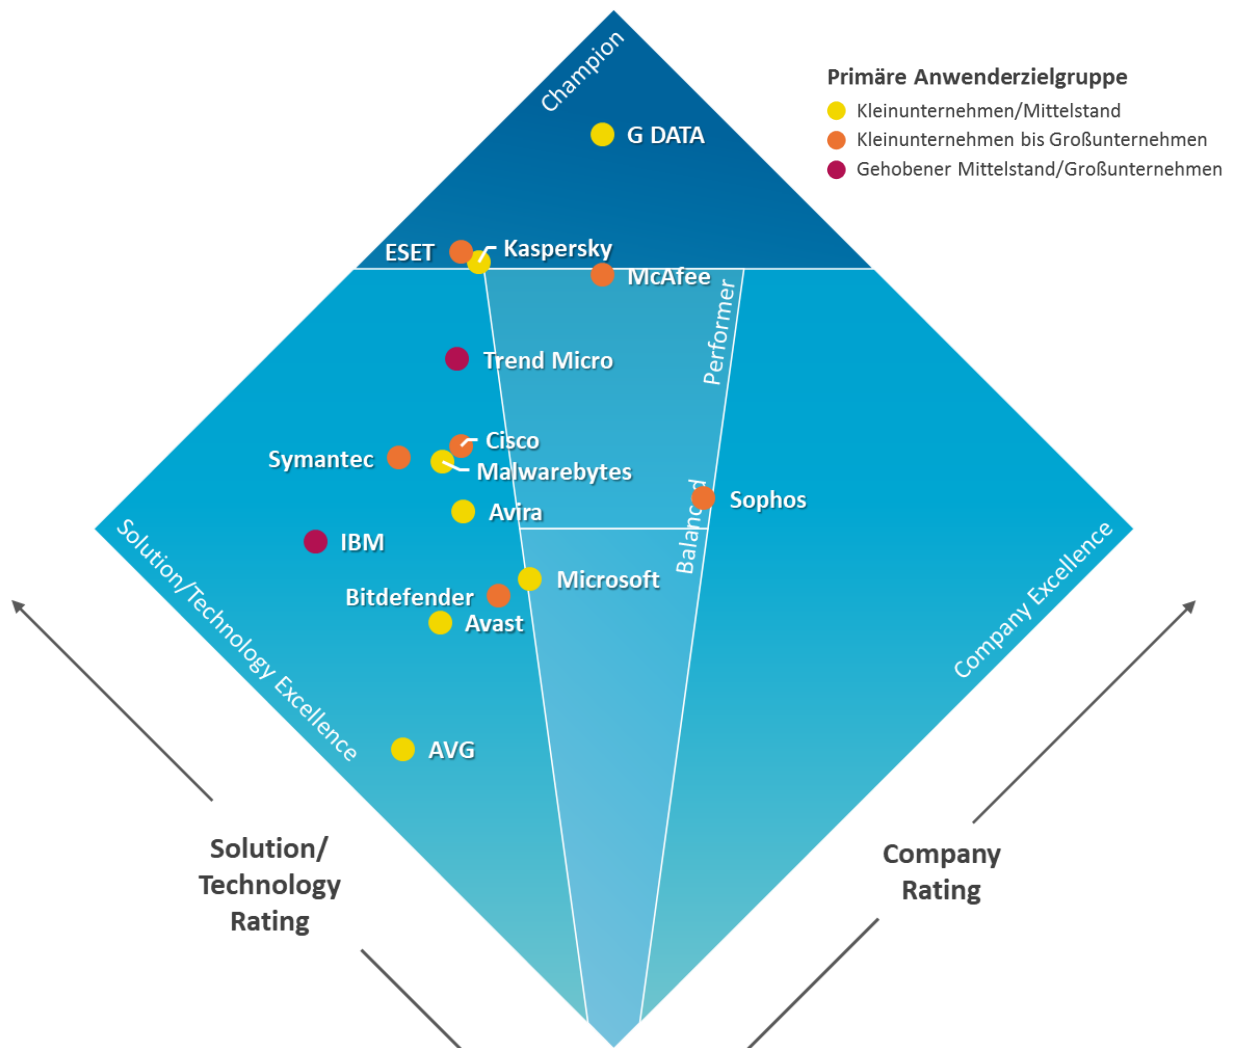 Champion
Primäre Anwenderzielgruppe
Kleinunternehmen/Mittelstand
Kleinunternehmen bis Großunternehmen
Gehobener Mittelstand/Großunternehmen
G DATA
ESET
Kaspersky
McAfee
Performer
Trend Micro
Cisco
Symantec
Malwarebytes
Balanced
Sophos
Avira
IBM
Solution/Technology Excellence
Company Excellence
Microsoft
Bitdefender
Avast
AVG
Solution/
Technology
Rating
Company
Rating